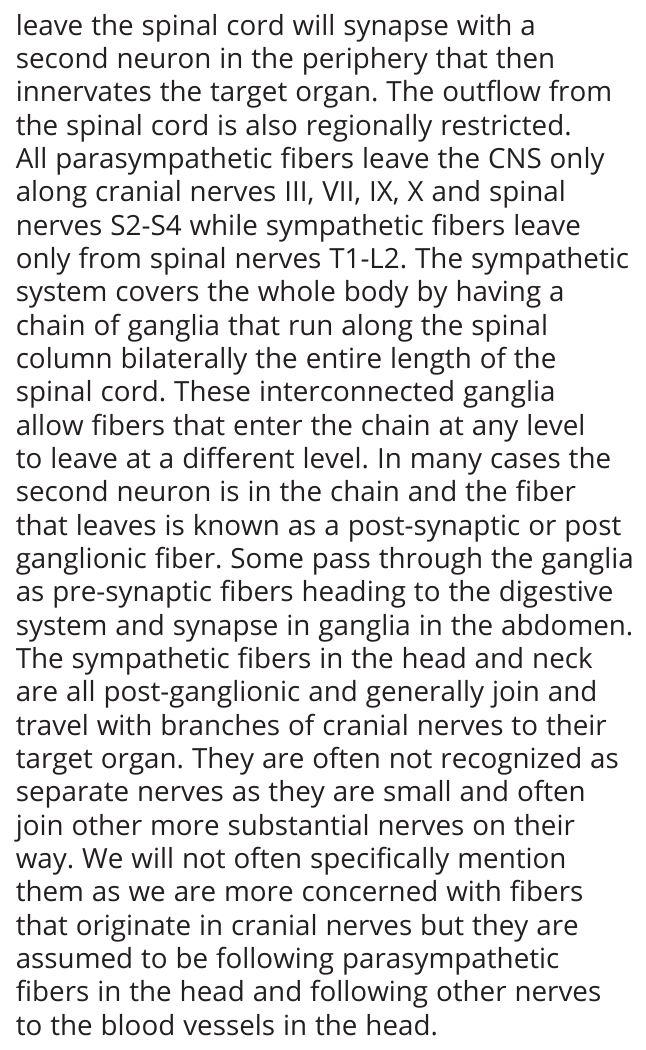 leave the spinal cord will synapse with a
second neuron in the periphery that then
innervates the target organ. The outflow from
the spinal cord is also regionally restricted.
All parasympathetic fibers leave the CNS only
along cranial nerves III, VII, IX, X and spinal
nerves S2-S4 while sympathetic fibers leave
only from spinal nerves T1-L2. The sympathetic
system covers the whole body by having a
chain of ganglia that run along the spinal
column bilaterally the entire length of the
spinal cord. These interconnected ganglia
allow fibers that enter the chain at any level
to leave at a different level. In many cases the
second neuron is in the chain and the fiber
that leaves is known as a post-synaptic or post
ganglionic fiber. Some pass through the ganglia
as pre-synaptic fibers heading to the digestive
system and synapse in ganglia in the abdomen.
The sympathetic fibers in the head and neck
are all post-ganglionic and generally join and
travel with branches of cranial nerves to their
target organ. They are often not recognized as
separate nerves as they are small and often
join other more substantial nerves on their
way. We will not often specifically mention
them as we are more concerned with fibers
that originate in cranial nerves but they are
assumed to be following parasympathetic
fibers in the head and following other nerves
to the blood vessels in the head.